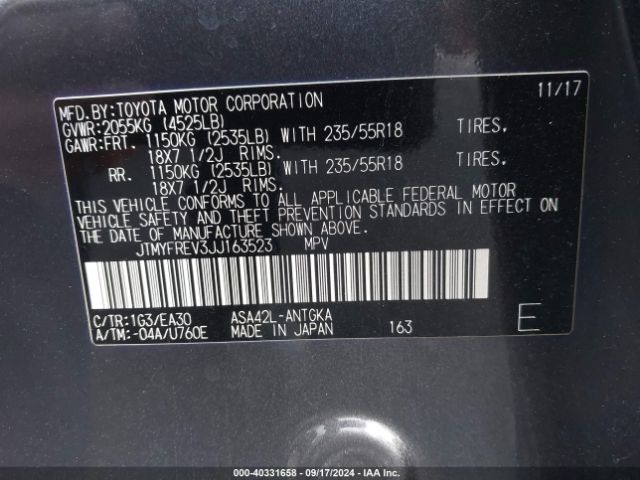 MFD.BY:TOYOTA MOTOR CORPORATION 11/17
GVWR:2055KG (4525LB)
GAWR:FRT. 1150KG (2535LB) WITH 235/55R18 TIRES.
18X7 1/2J RIMS.
RR. 1150KG (2535LB) WITH 235/55R18 TIRES.
18X7 1/2J RIMS.
THIS VEHICLE CONFORMS TO ALL APPLICABLE FEDERAL MOTOR
VEHICLE SAFETY AND THEFT PREVENTION STANDARDS IN EFFECT ON
THE DATE OF MANUFACTURE SHOWN ABOVE.
JTMYFREV3JJ163523 MPV
C/TR:1G3/EA30 ASA42L-ANTGKA
A/TM:-04A/U760E MADE IN JAPAN 163 E
000-40331658 - 09/17/2024 - IAA Inc.